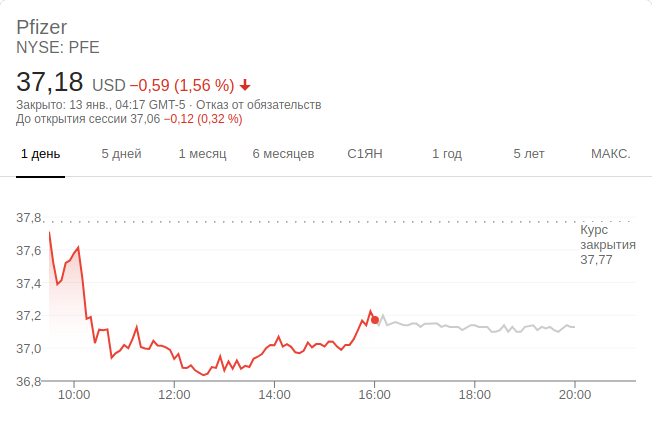 Pfizer
NYSE: PFE
37,18 USD −0,59 (1,56 %)
Закрыто: 13 янв., 04:17 GMT-5 · Отказ от обязательств
До открытия сессии 37,06 −0,12 (0,32 %)
1 день 5 дней 1 месяц 6 месяцев С1ЯН 1 год 5 лет МАКС.
37,8
Курс
закрытия
37,77
37,6
37,4
37,2
37,0
36,8
10:00 12:00 14:00 16:00 18:00 20:00